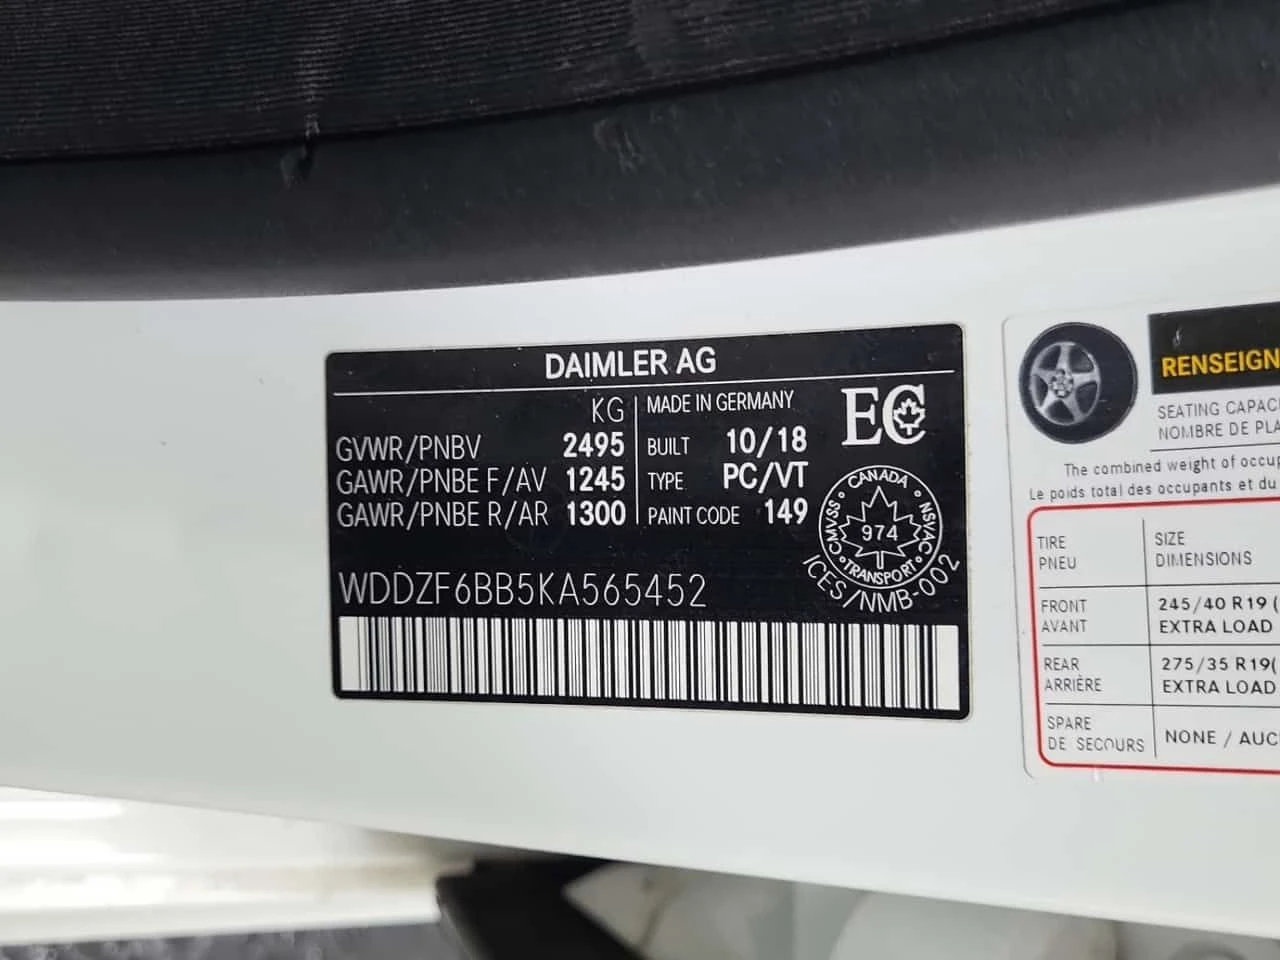 DAIMLER AG
KG
GVWR/PNBV 2495
GAWR/PNBE F/AV 1245
GAWR/PNBE R/AR 1300
MADE IN GERMANY
BUILT 10/18
TYPE PC/VT
PAINT CODE 149
EC
CANADA
CMVSS 974 NSVAC
TRANSPORT
ICES/NMB-002
WDDZF6BB5KA565452
RENSEIGN
SEATING CAPACI
NOMBRE DE PLA
The combined weight of occup
Le poids total des occupants et du
TIRE SIZE
PNEU DIMENSIONS
FRONT 245/40 R19 (
AVANT EXTRA LOAD
REAR 275/35 R19(
ARRIÈRE EXTRA LOAD
SPARE
DE SECOURS NONE / AUC